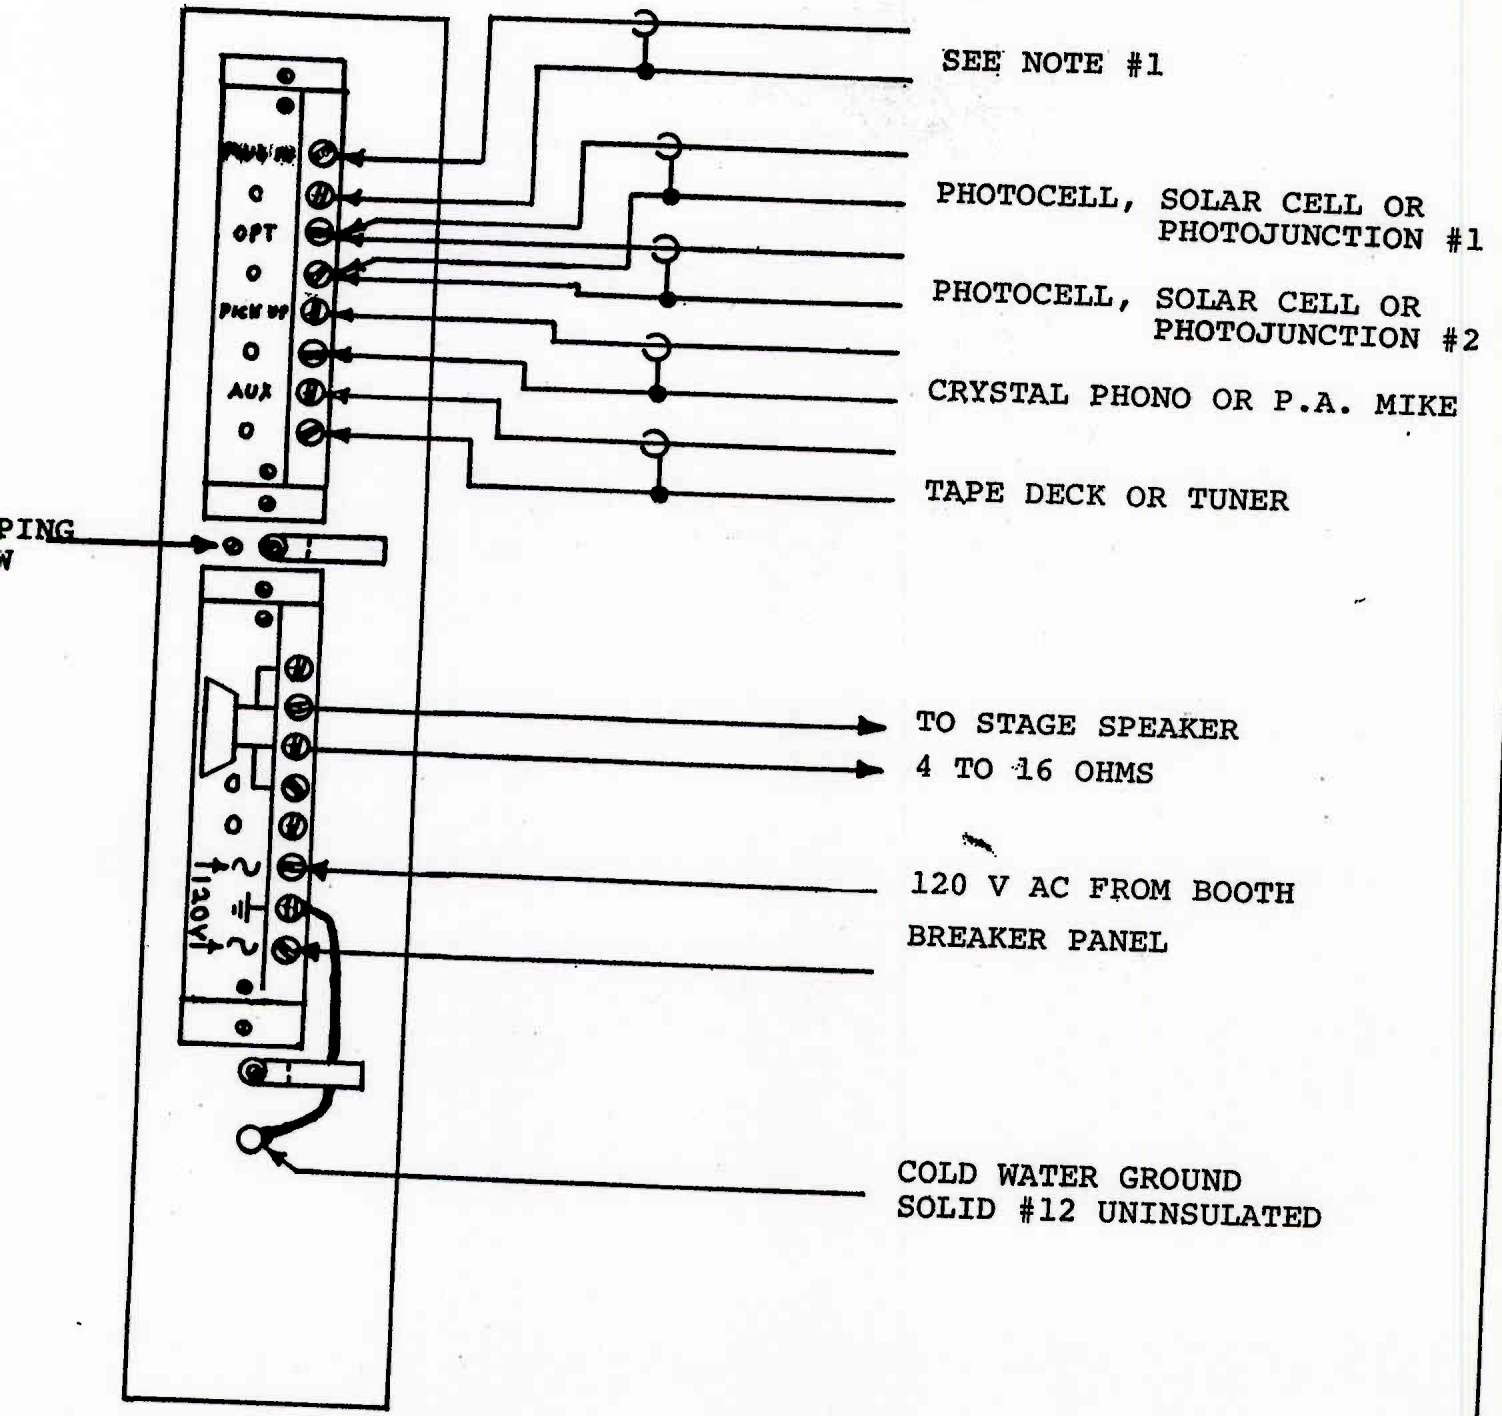 SEE NOTE #1
O
OPT
O
PICK UP
O
AUX
O
PHOTOCELL, SOLAR CELL OR
PHOTOJUNCTION #1
PHOTOCELL, SOLAR CELL OR
PHOTOJUNCTION #2
CRYSTAL PHONO OR P.A. MIKE
TAPE DECK OR TUNER
PING
W
TO STAGE SPEAKER
4 TO 16 OHMS
O
O
120V
120 V AC FROM BOOTH
BREAKER PANEL
COLD WATER GROUND
SOLID #12 UNINSULATED